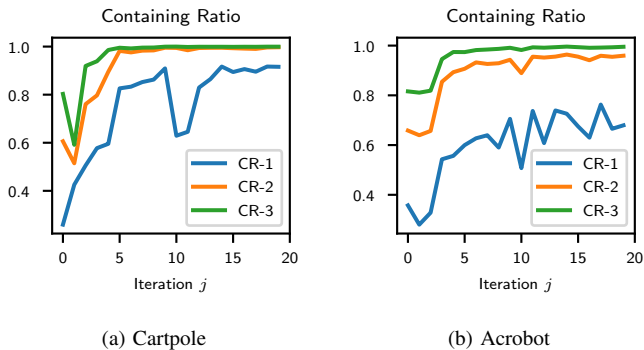 Containing Ratio
1.0
0.8
0.6
0.4
CR-1
CR-2
CR-3
0 5 10 15 20
Iteration j
(a) Cartpole
Containing Ratio
1.0
0.8
0.6
0.4
CR-1
CR-2
CR-3
0 5 10 15 20
Iteration j
(b) Acrobot